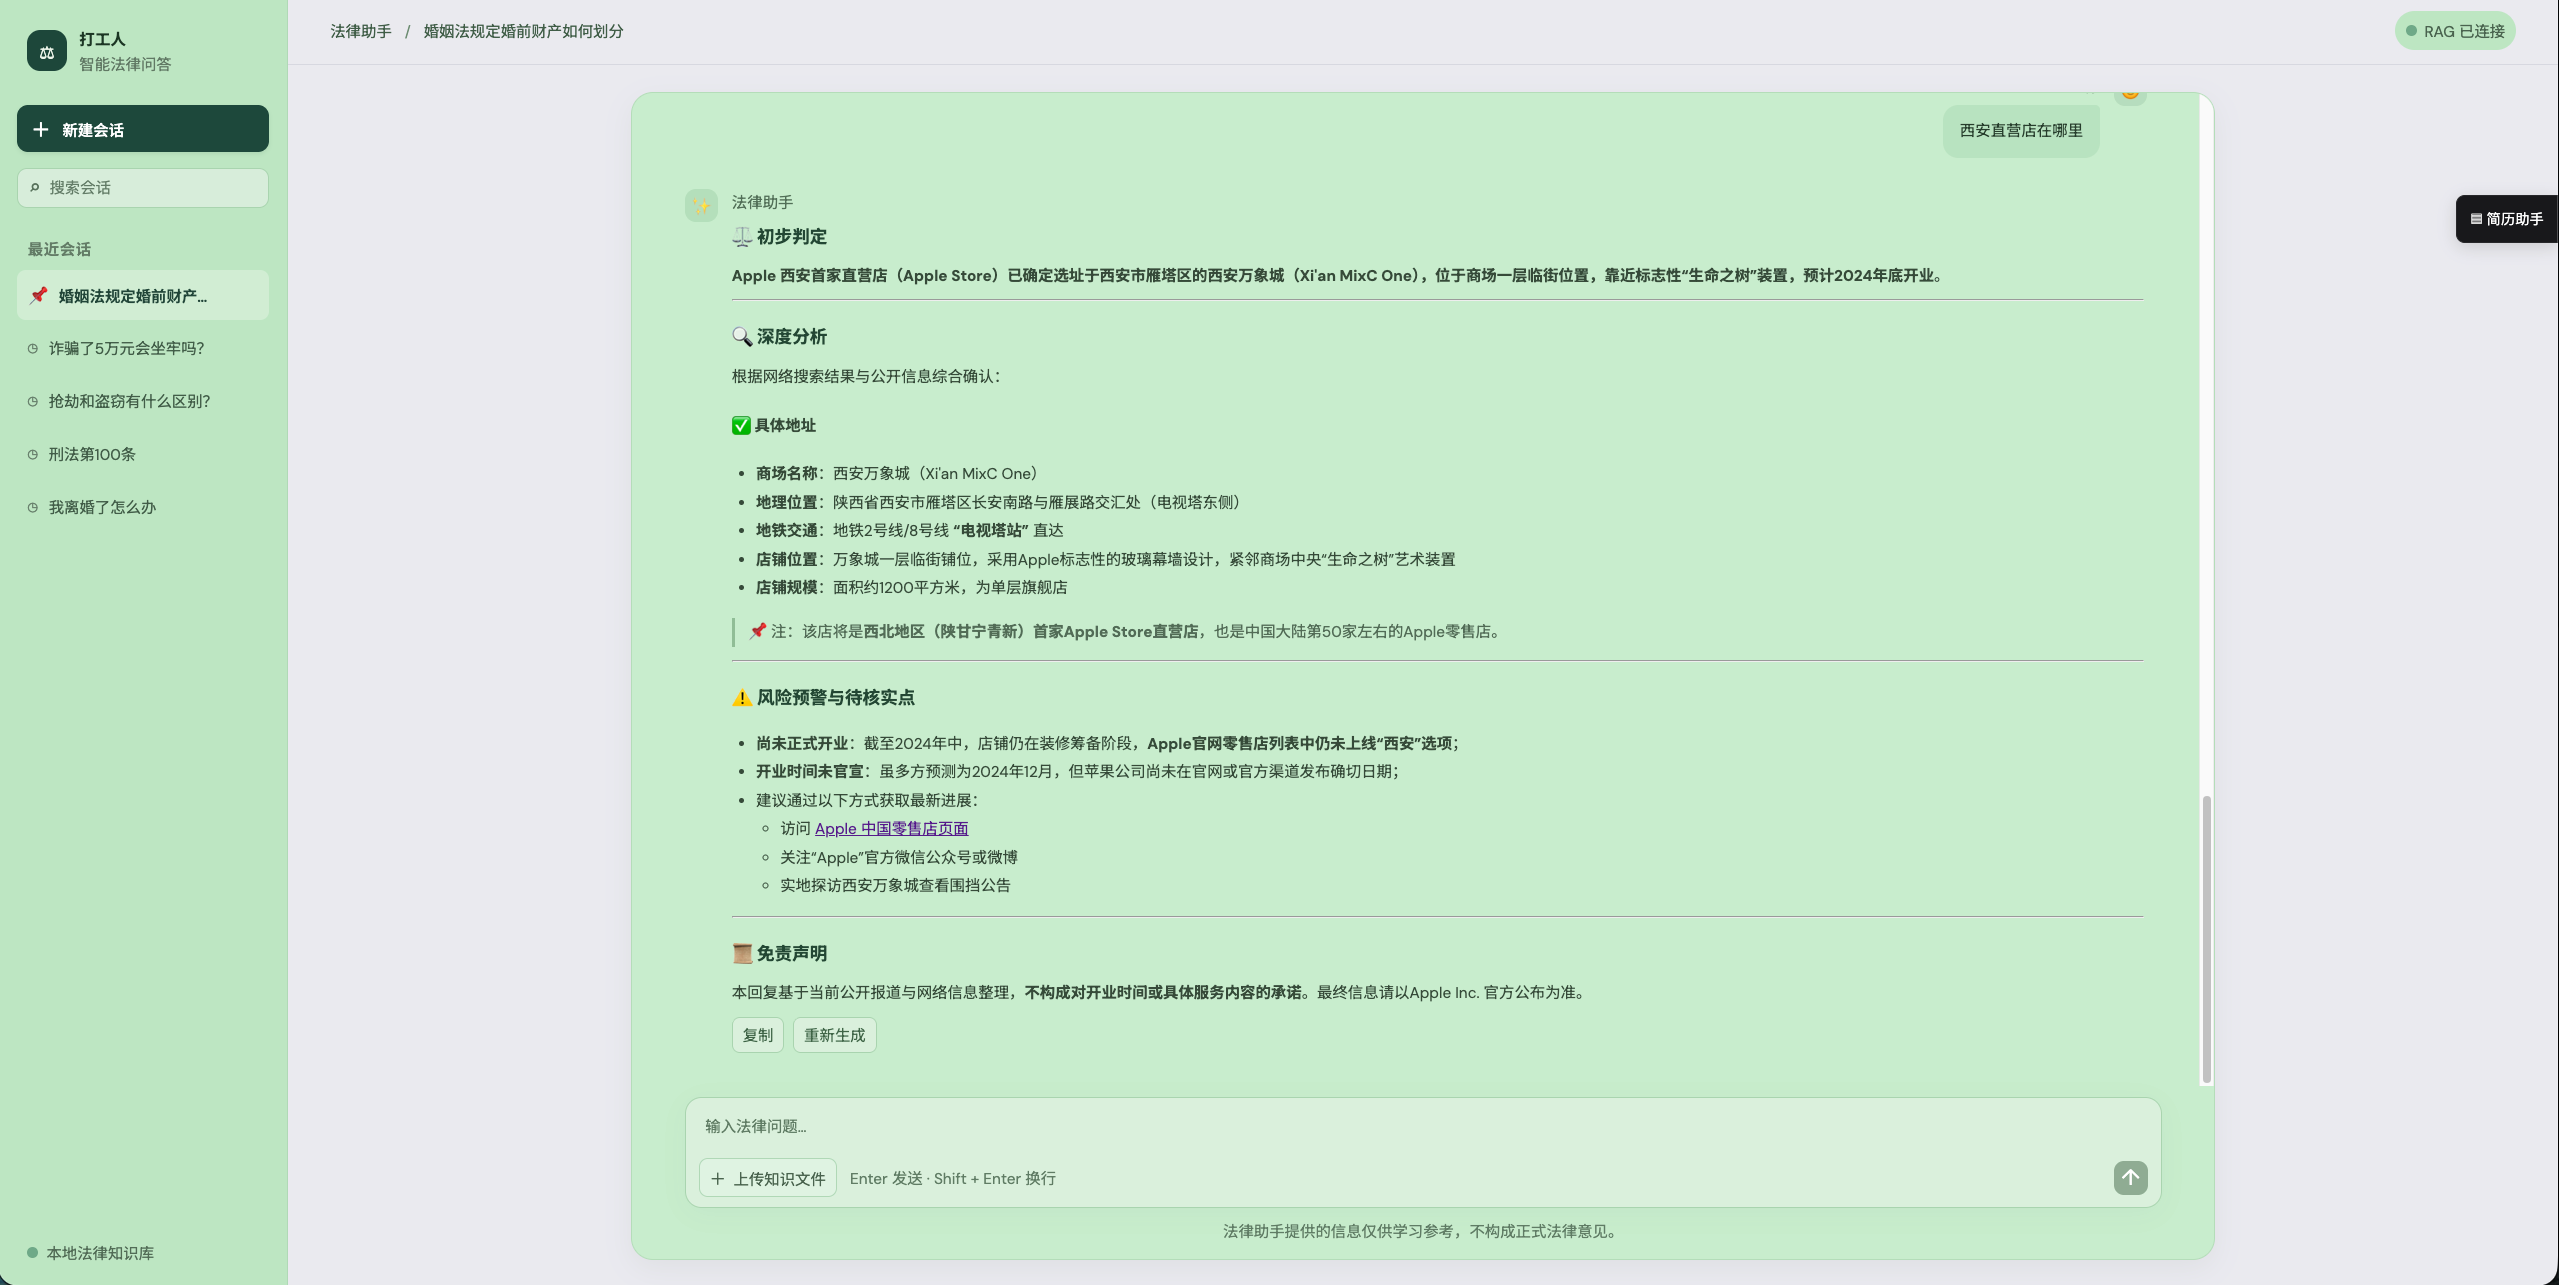 打工人
智能法律问答
新建会话
搜索会话
最近会话
婚姻法规定婚前财产...
诈骗了5万元会坐牢吗?
抢劫和盗窃有什么区别?
刑法第100条
我离婚了怎么办
本地法律知识库
法律助手 / 婚姻法规定婚前财产如何划分
RAG 已连接
简历助手
西安直营店在哪里
法律助手
初步判定
Apple 西安首家直营店（Apple Store）已确定选址于西安市雁塔区的西安万象城（Xi'an MixC One），位于商场一层临街位置，靠近标志性“生命之树”装置，预计2024年底开业。
深度分析
根据网络搜索结果与公开信息综合确认：
具体地址
商场名称：西安万象城（Xi'an MixC One）
地理位置：陕西省西安市雁塔区长安南路与雁展路交汇处（电视塔东侧）
地铁交通：地铁2号线/8号线 “电视塔站” 直达
店铺位置：万象城一层临街铺位，采用Apple标志性的玻璃幕墙设计，紧邻商场中央“生命之树”艺术装置
店铺规模：面积约1200平方米，为单层旗舰店
注：该店将是西北地区（陕甘宁青新）首家Apple Store直营店，也是中国大陆第50家左右的Apple零售店。
风险预警与待核实点
尚未正式开业：截至2024年中，店铺仍在装修筹备阶段，Apple官网零售店列表中仍未上线“西安”选项；
开业时间未官宣：虽多方预测为2024年12月，但苹果公司尚未在官网或官方渠道发布确切日期；
建议通过以下方式获取最新进展：
访问 Apple 中国零售店页面
关注“Apple”官方微信公众号或微博
实地探访西安万象城查看围挡公告
免责声明
本回复基于当前公开报道与网络信息整理，不构成对开业时间或具体服务内容的承诺。最终信息请以Apple Inc. 官方公布为准。
复制 重新生成
输入法律问题...
上传知识文件 Enter 发送 · Shift + Enter 换行
法律助手提供的信息仅供学习参考，不构成正式法律意见。